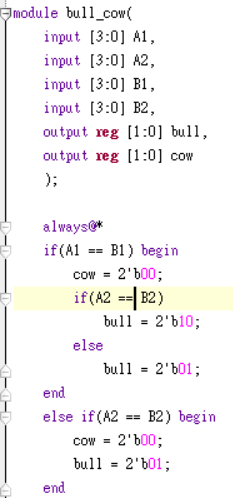 module bull_cow(
input [3:0] A1,
input [3:0] A2,
input [3:0] B1,
input [3:0] B2,
output reg [1:0] bull,
output reg [1:0] cow
);
always@*
if(A1 == B1) begin
cow = 2'b00;
if(A2 == B2)
bull = 2'b10;
else
bull = 2'b01;
end
else if(A2 == B2) begin
cow = 2'b00;
bull = 2'b01;
end